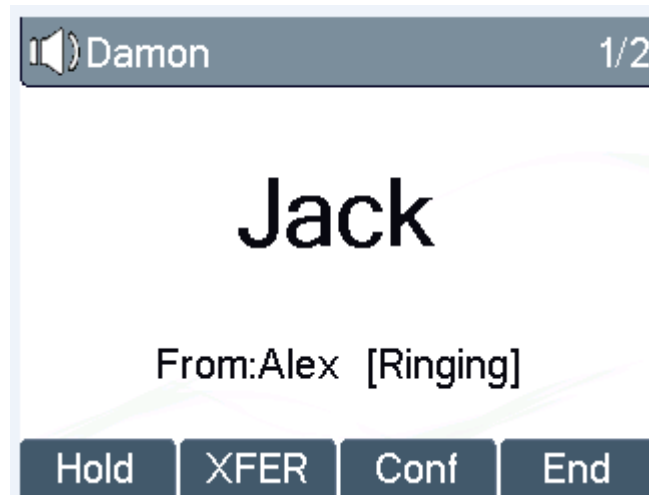 Damon 1/2
Jack
From:Alex [Ringing]
Hold XFER Conf End